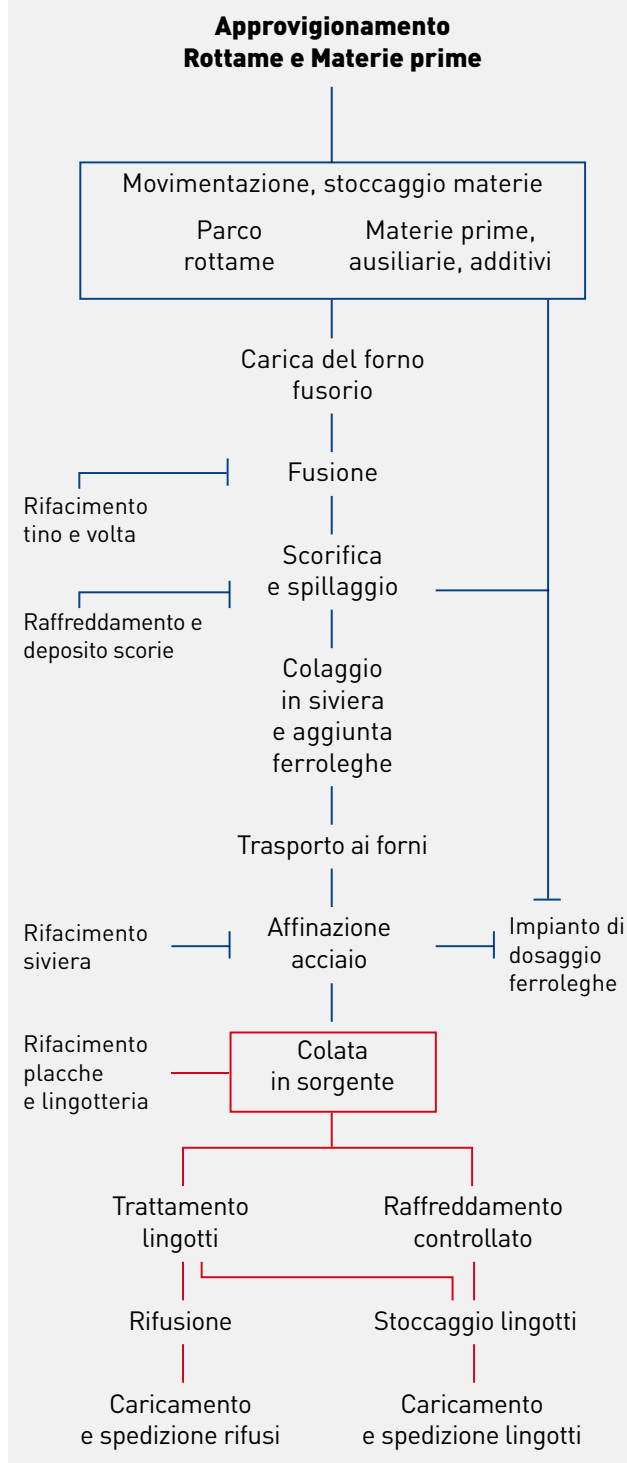 Approvigionamento
Rottame e Materie prime
Movimentazione, stoccaggio materie
Parco
rottame
Materie prime,
ausiliarie, additivi
Carica del forno
fusorio
Fusione
Rifacimento
tino e volta
Scorifica
e spillaggio
Raffreddamento e
deposito scorie
Colaggio
in siviera
e aggiunta
ferroleghe
Trasporto ai forni
Rifacimento
siviera
Affinazione
acciaio
Impianto di
dosaggio
ferroleghe
Rifacimento
placche
e lingotteria
Colata
in sorgente
Trattamento
lingotti
Raffreddamento
controllato
Rifusione
Stoccaggio lingotti
Caricamento
e spedizione rifusi
Caricamento
e spedizione lingotti